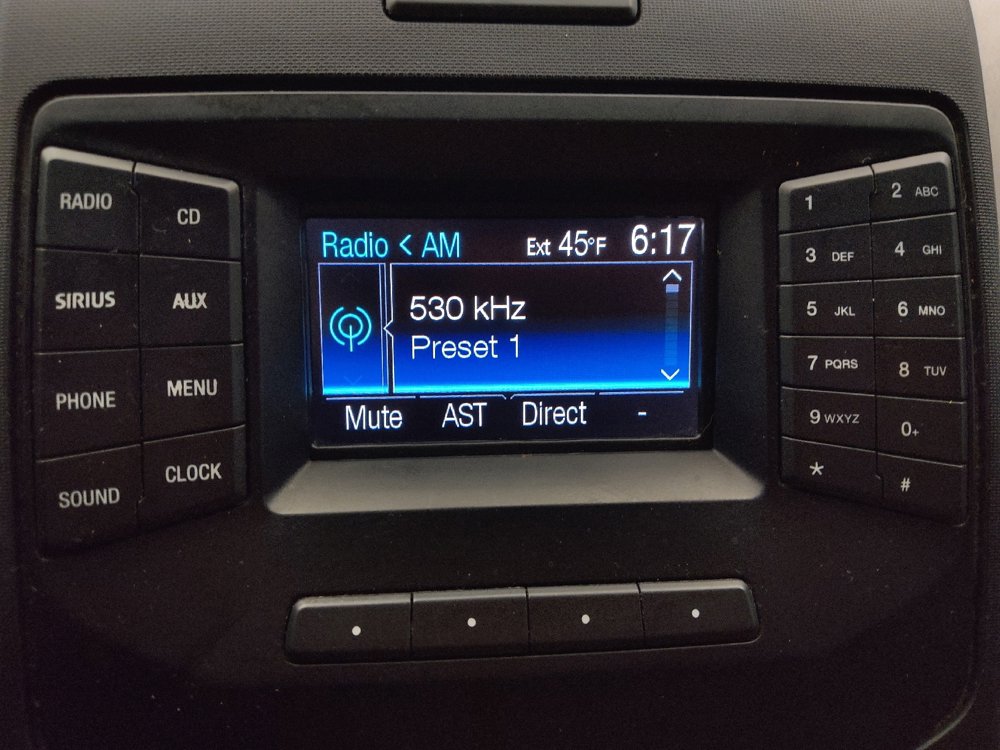 RADIO
CD
SIRIUS
AUX
PHONE
MENU
SOUND
CLOCK
Radio < AM Ext 45°F 6:17
530 kHz
Preset 1
Mute AST Direct -
1
2 ABC
3 DEF
4 GHI
5 JKL
6 MNO
7 PQRS
8 TUV
9 WXYZ
0+
*
#